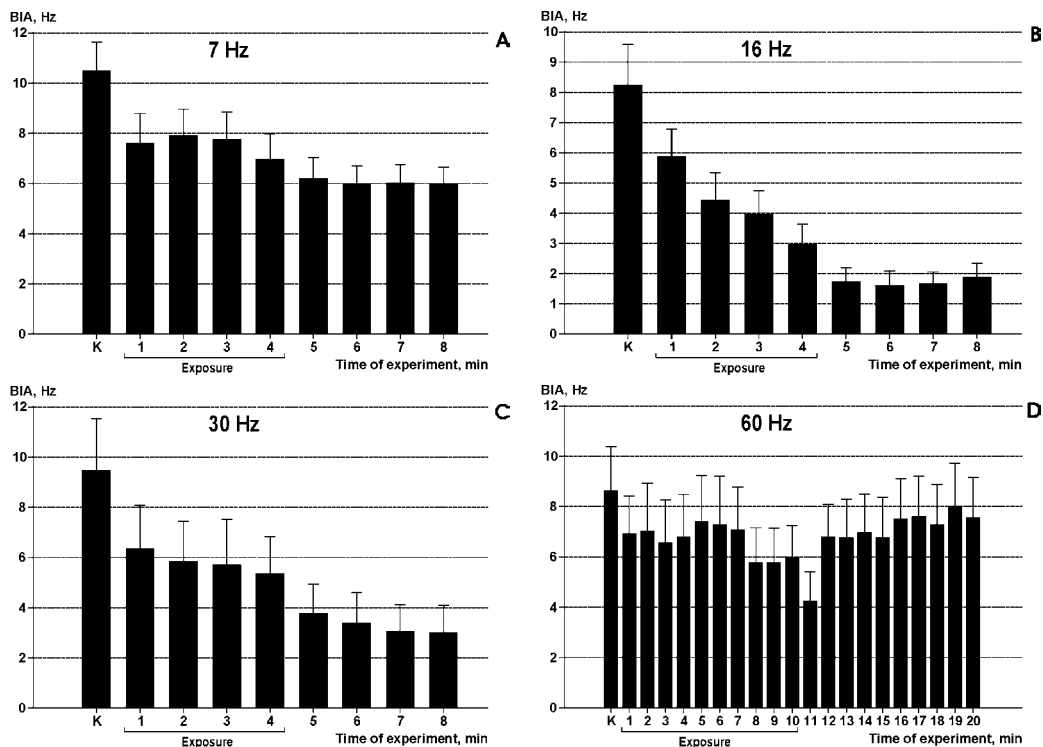 BIA, Hz
A
7 Hz
12
10
8
6
4
2
0
K 1 2 3 4 5 6 7 8
Exposure
Time of experiment, min
BIA, Hz
B
16 Hz
10
9
8
7
6
5
4
3
2
1
0
K 1 2 3 4 5 6 7 8
Exposure
Time of experiment, min
BIA, Hz
C
30 Hz
12
10
8
6
4
2
0
K 1 2 3 4 5 6 7 8
Exposure
Time of experiment, min
BIA, Hz
D
60 Hz
12
10
8
6
4
2
0
K 1 2 3 4 5 6 7 8 9 10 11 12 13 14 15 16 17 18 19 20
Exposure
Time of experiment, min